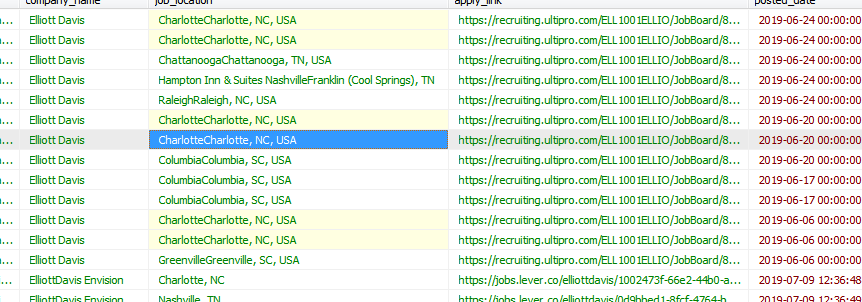 company_name job_location apply_link posted_date
Elliott Davis CharlotteCharlotte, NC, USA https://recruiting.ultipro.com/ELL1001ELLIO/JobBoard/8... 2019-06-24 00:00:00
Elliott Davis CharlotteCharlotte, NC, USA https://recruiting.ultipro.com/ELL1001ELLIO/JobBoard/8... 2019-06-24 00:00:00
Elliott Davis ChattanoogaChattanooga, TN, USA https://recruiting.ultipro.com/ELL1001ELLIO/JobBoard/8... 2019-06-24 00:00:00
Elliott Davis Hampton Inn & Suites NashvilleFranklin (Cool Springs), TN https://recruiting.ultipro.com/ELL1001ELLIO/JobBoard/8... 2019-06-24 00:00:00
Elliott Davis RaleighRaleigh, NC, USA https://recruiting.ultipro.com/ELL1001ELLIO/JobBoard/8... 2019-06-24 00:00:00
Elliott Davis CharlotteCharlotte, NC, USA https://recruiting.ultipro.com/ELL1001ELLIO/JobBoard/8... 2019-06-20 00:00:00
Elliott Davis CharlotteCharlotte, NC, USA https://recruiting.ultipro.com/ELL1001ELLIO/JobBoard/8... 2019-06-20 00:00:00
Elliott Davis ColumbiaColumbia, SC, USA https://recruiting.ultipro.com/ELL1001ELLIO/JobBoard/8... 2019-06-20 00:00:00
Elliott Davis ColumbiaColumbia, SC, USA https://recruiting.ultipro.com/ELL1001ELLIO/JobBoard/8... 2019-06-17 00:00:00
Elliott Davis ColumbiaColumbia, SC, USA https://recruiting.ultipro.com/ELL1001ELLIO/JobBoard/8... 2019-06-17 00:00:00
Elliott Davis CharlotteCharlotte, NC, USA https://recruiting.ultipro.com/ELL1001ELLIO/JobBoard/8... 2019-06-06 00:00:00
Elliott Davis CharlotteCharlotte, NC, USA https://recruiting.ultipro.com/ELL1001ELLIO/JobBoard/8... 2019-06-06 00:00:00
Elliott Davis GreenvilleGreenville, SC, USA https://recruiting.ultipro.com/ELL1001ELLIO/JobBoard/8... 2019-06-06 00:00:00
ElliottDavis Envision Charlotte, NC https://jobs.lever.co/elliottdavis/1002473f-66e2-44b0-a... 2019-07-09 12:36:48
ElliottDavis Envision Nashville, TN https://jobs.lever.co/elliottdavis/0d9bbed1-8fcf-4764-b... 2019-07-09 12:36:49